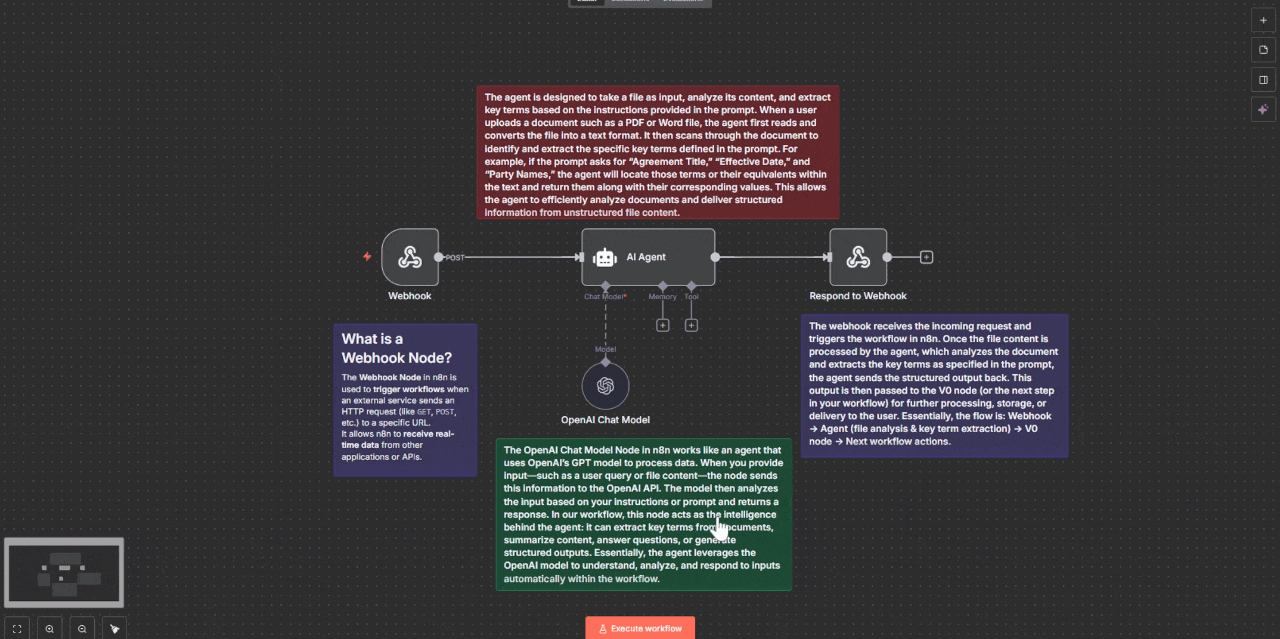 The agent is designed to take a file as input, analyze its content, and extract
key terms based on the instructions provided in the prompt. When a user
uploads a document such as a PDF or Word file, the agent first reads and
converts the file into a text format. It then scans through the document to
identify and extract the specific key terms defined in the prompt. For
example, if the prompt asks for “Agreement Title,” “Effective Date,” and
“Party Names,” the agent will locate those terms or their equivalents within
the text and return them along with their corresponding values. This allows
the agent to efficiently analyze documents and deliver structured
information from unstructured file content.
POST
AI Agent
Chat Model*
Memory
Tool
Webhook
Respond to Webhook
What is a
Webhook Node?
The Webhook Node in n8n is
used to trigger workflows when
an external service sends an
HTTP request (like GET, POST,
etc.) to a specific URL.
It allows n8n to receive real-
time data from other
applications or APIs.
Model
OpenAI Chat Model
The webhook receives the incoming request and
triggers the workflow in n8n. Once the file content is
processed by the agent, which analyzes the document
and extracts the key terms as specified in the prompt,
the agent sends the structured output back. This
output is then passed to the V0 node (or the next step
in your workflow) for further processing, storage, or
delivery to the user. Essentially, the flow is: Webhook
→ Agent (file analysis & key term extraction) → V0
node → Next workflow actions.
The OpenAI Chat Model Node in n8n works like an agent that
uses OpenAI’s GPT model to process data. When you provide
input—such as a user query or file content—the node sends
this information to the OpenAI API. The model then analyzes
the input based on your instructions or prompt and returns a
response. In our workflow, this node acts as the intelligence
behind the agent: it can extract key terms from documents,
summarize content, answer questions, or generate
structured outputs. Essentially, the agent leverages the
OpenAI model to understand, analyze, and respond to inputs
automatically within the workflow.
Execute workflow